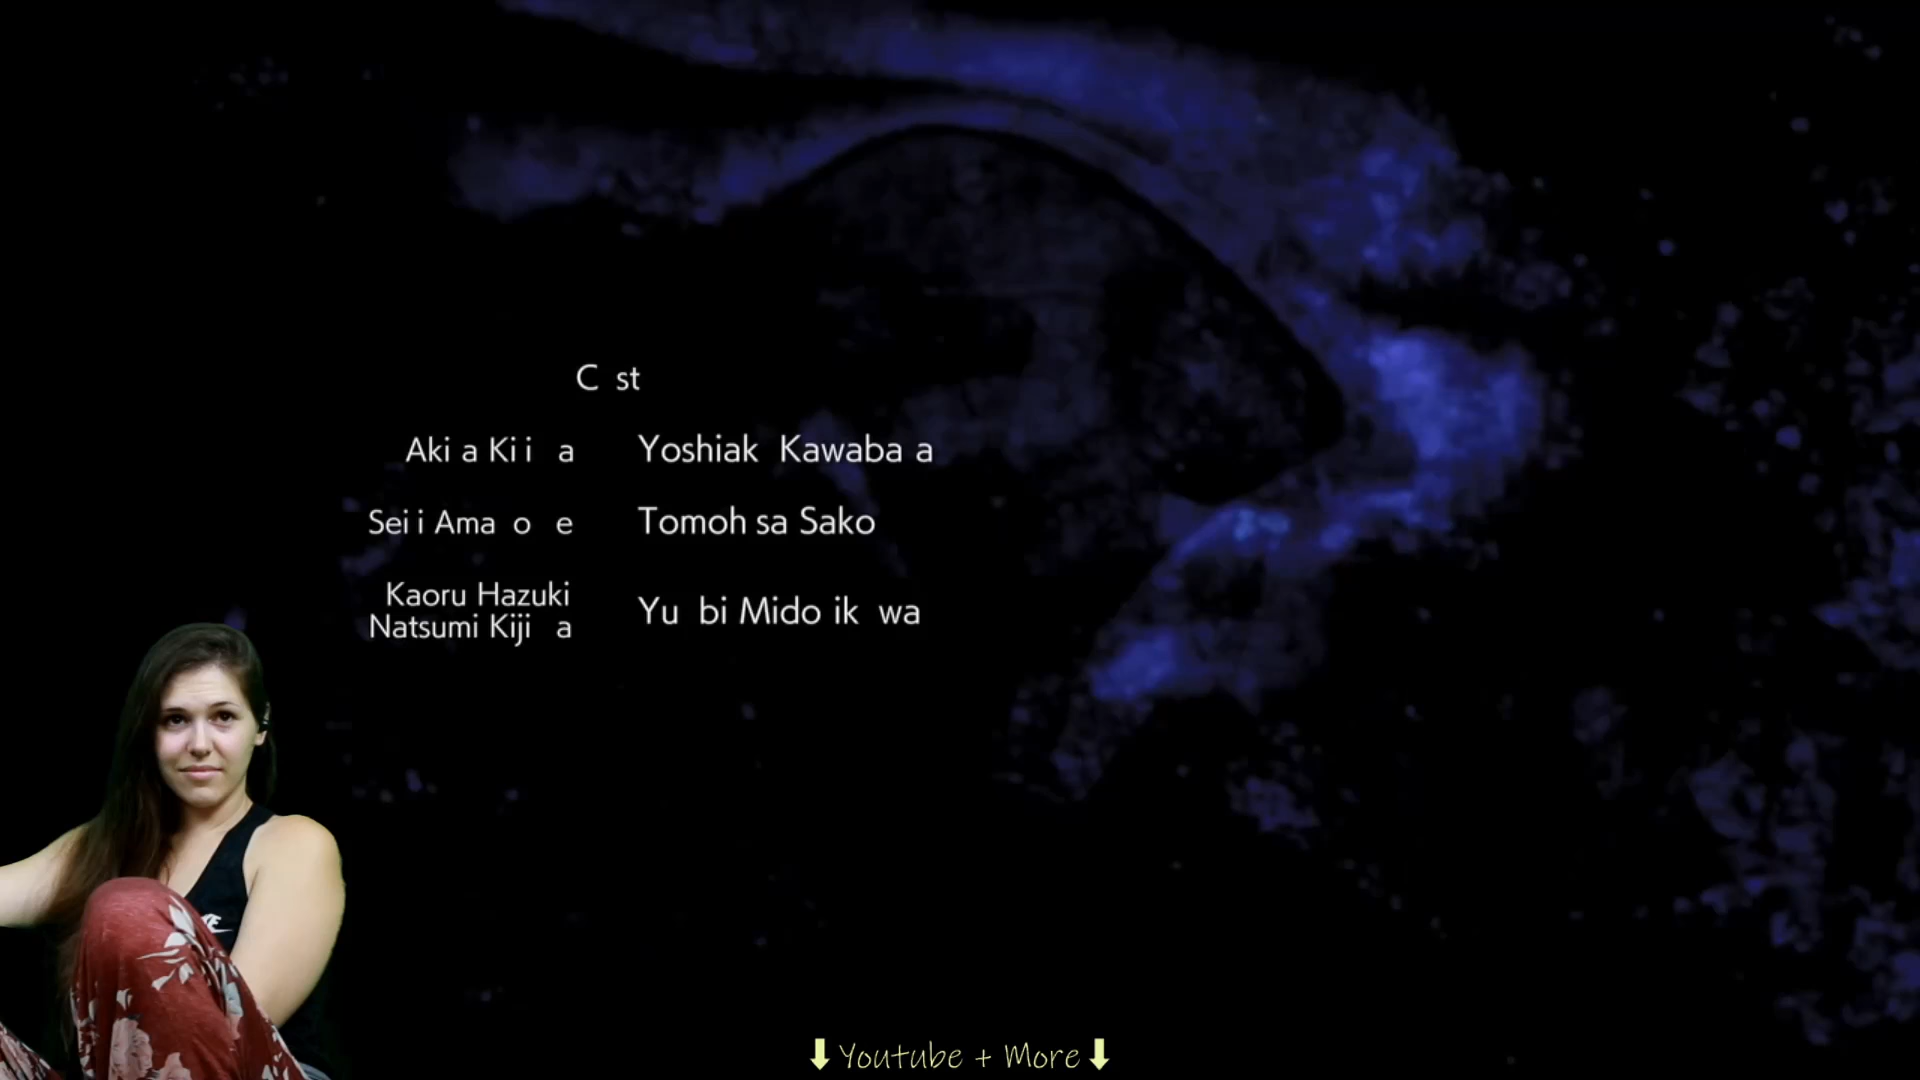 C st
Aki a Ki i a Yoshiak Kawaba a
Sei i Ama o e Tomoh sa Sako
Kaoru Hazuki
Natsumi Kiji a Yu bi Mido ik wa
Youtube + More